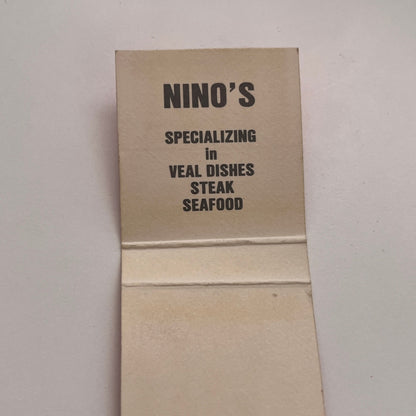 NINO'S
SPECIALIZING
in
VEAL DISHES
STEAK
SEAFOOD